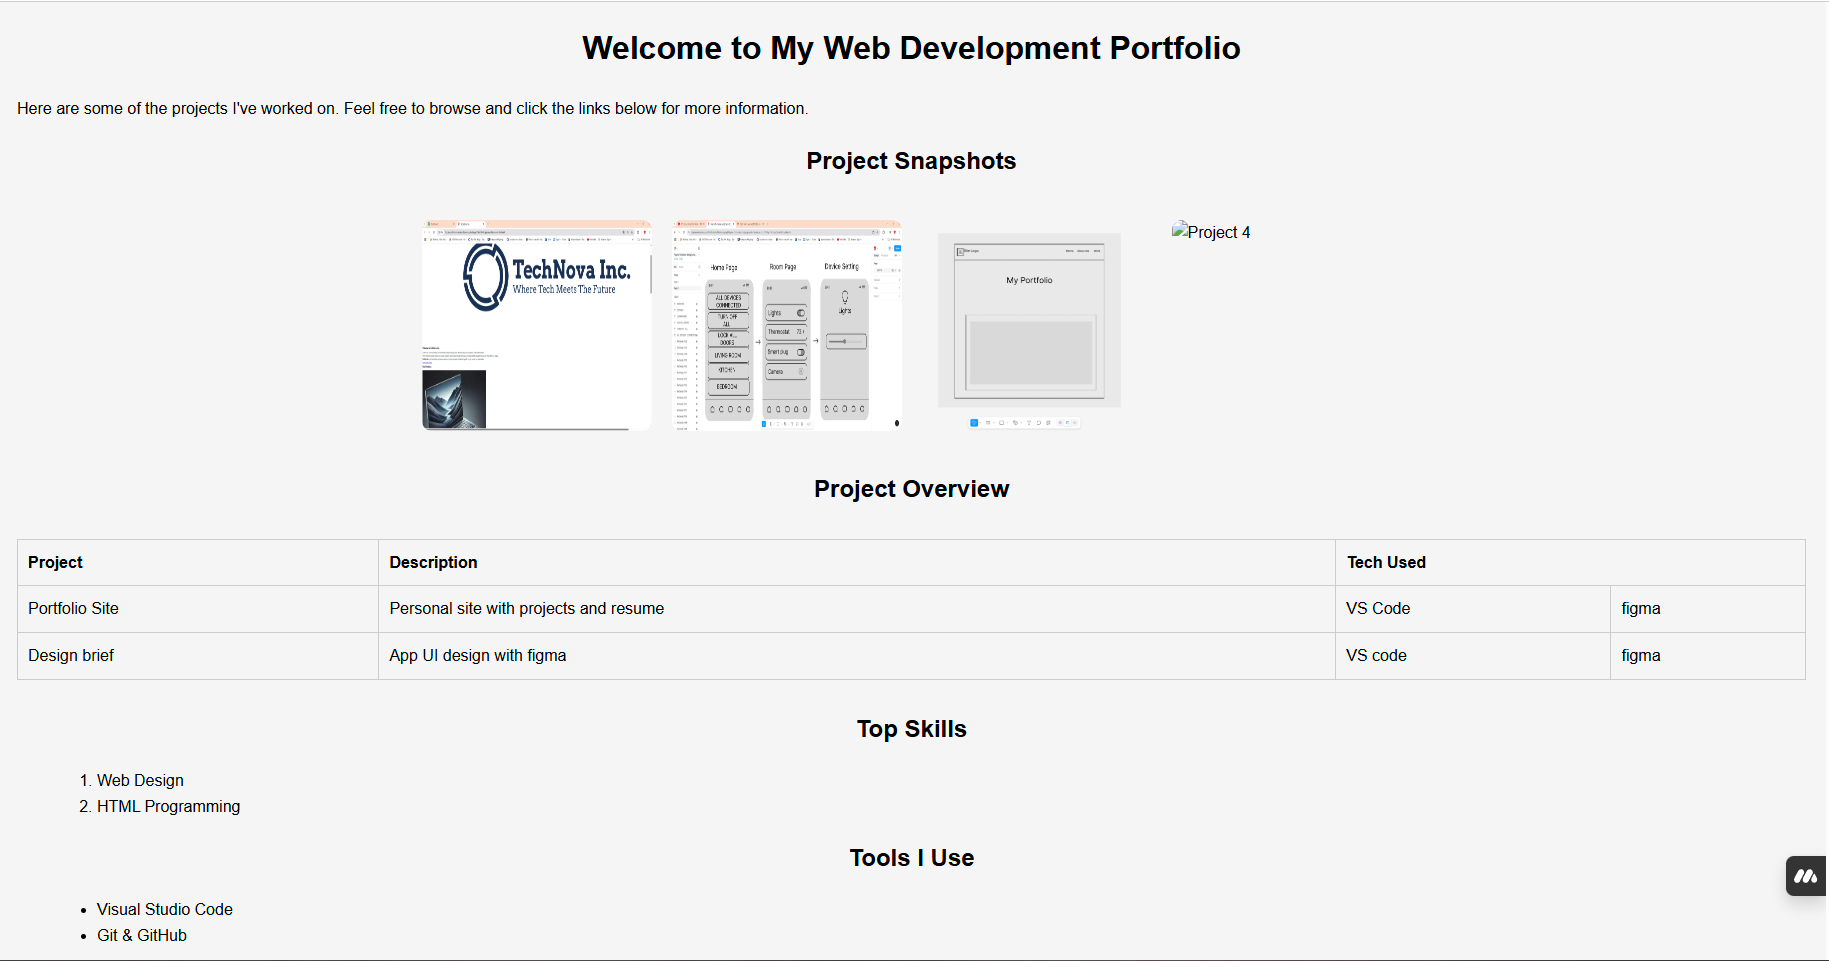 Welcome to My Web Development Portfolio
Here are some of the projects I've worked on. Feel free to browse and click the links below for more information.
Project Snapshots
TechNova Inc.
Where Tech Meets The Future
Home Page
Room Page
Device Setting
ALL DEVICES
CONNECTED
TURN OFF
ALL
LOCK ALL
DOORS
LIVING ROOM
KITCHEN
BEDROOM
Lights
Thermostat
Smart plug
Camera
Lights
My Portfolio
Project 4
Project Overview
Project Description Tech Used
Portfolio Site Personal site with projects and resume VS Code figma
Design brief App UI design with figma VS code figma
Top Skills
1. Web Design
2. HTML Programming
Tools I Use
• Visual Studio Code
• Git & GitHub